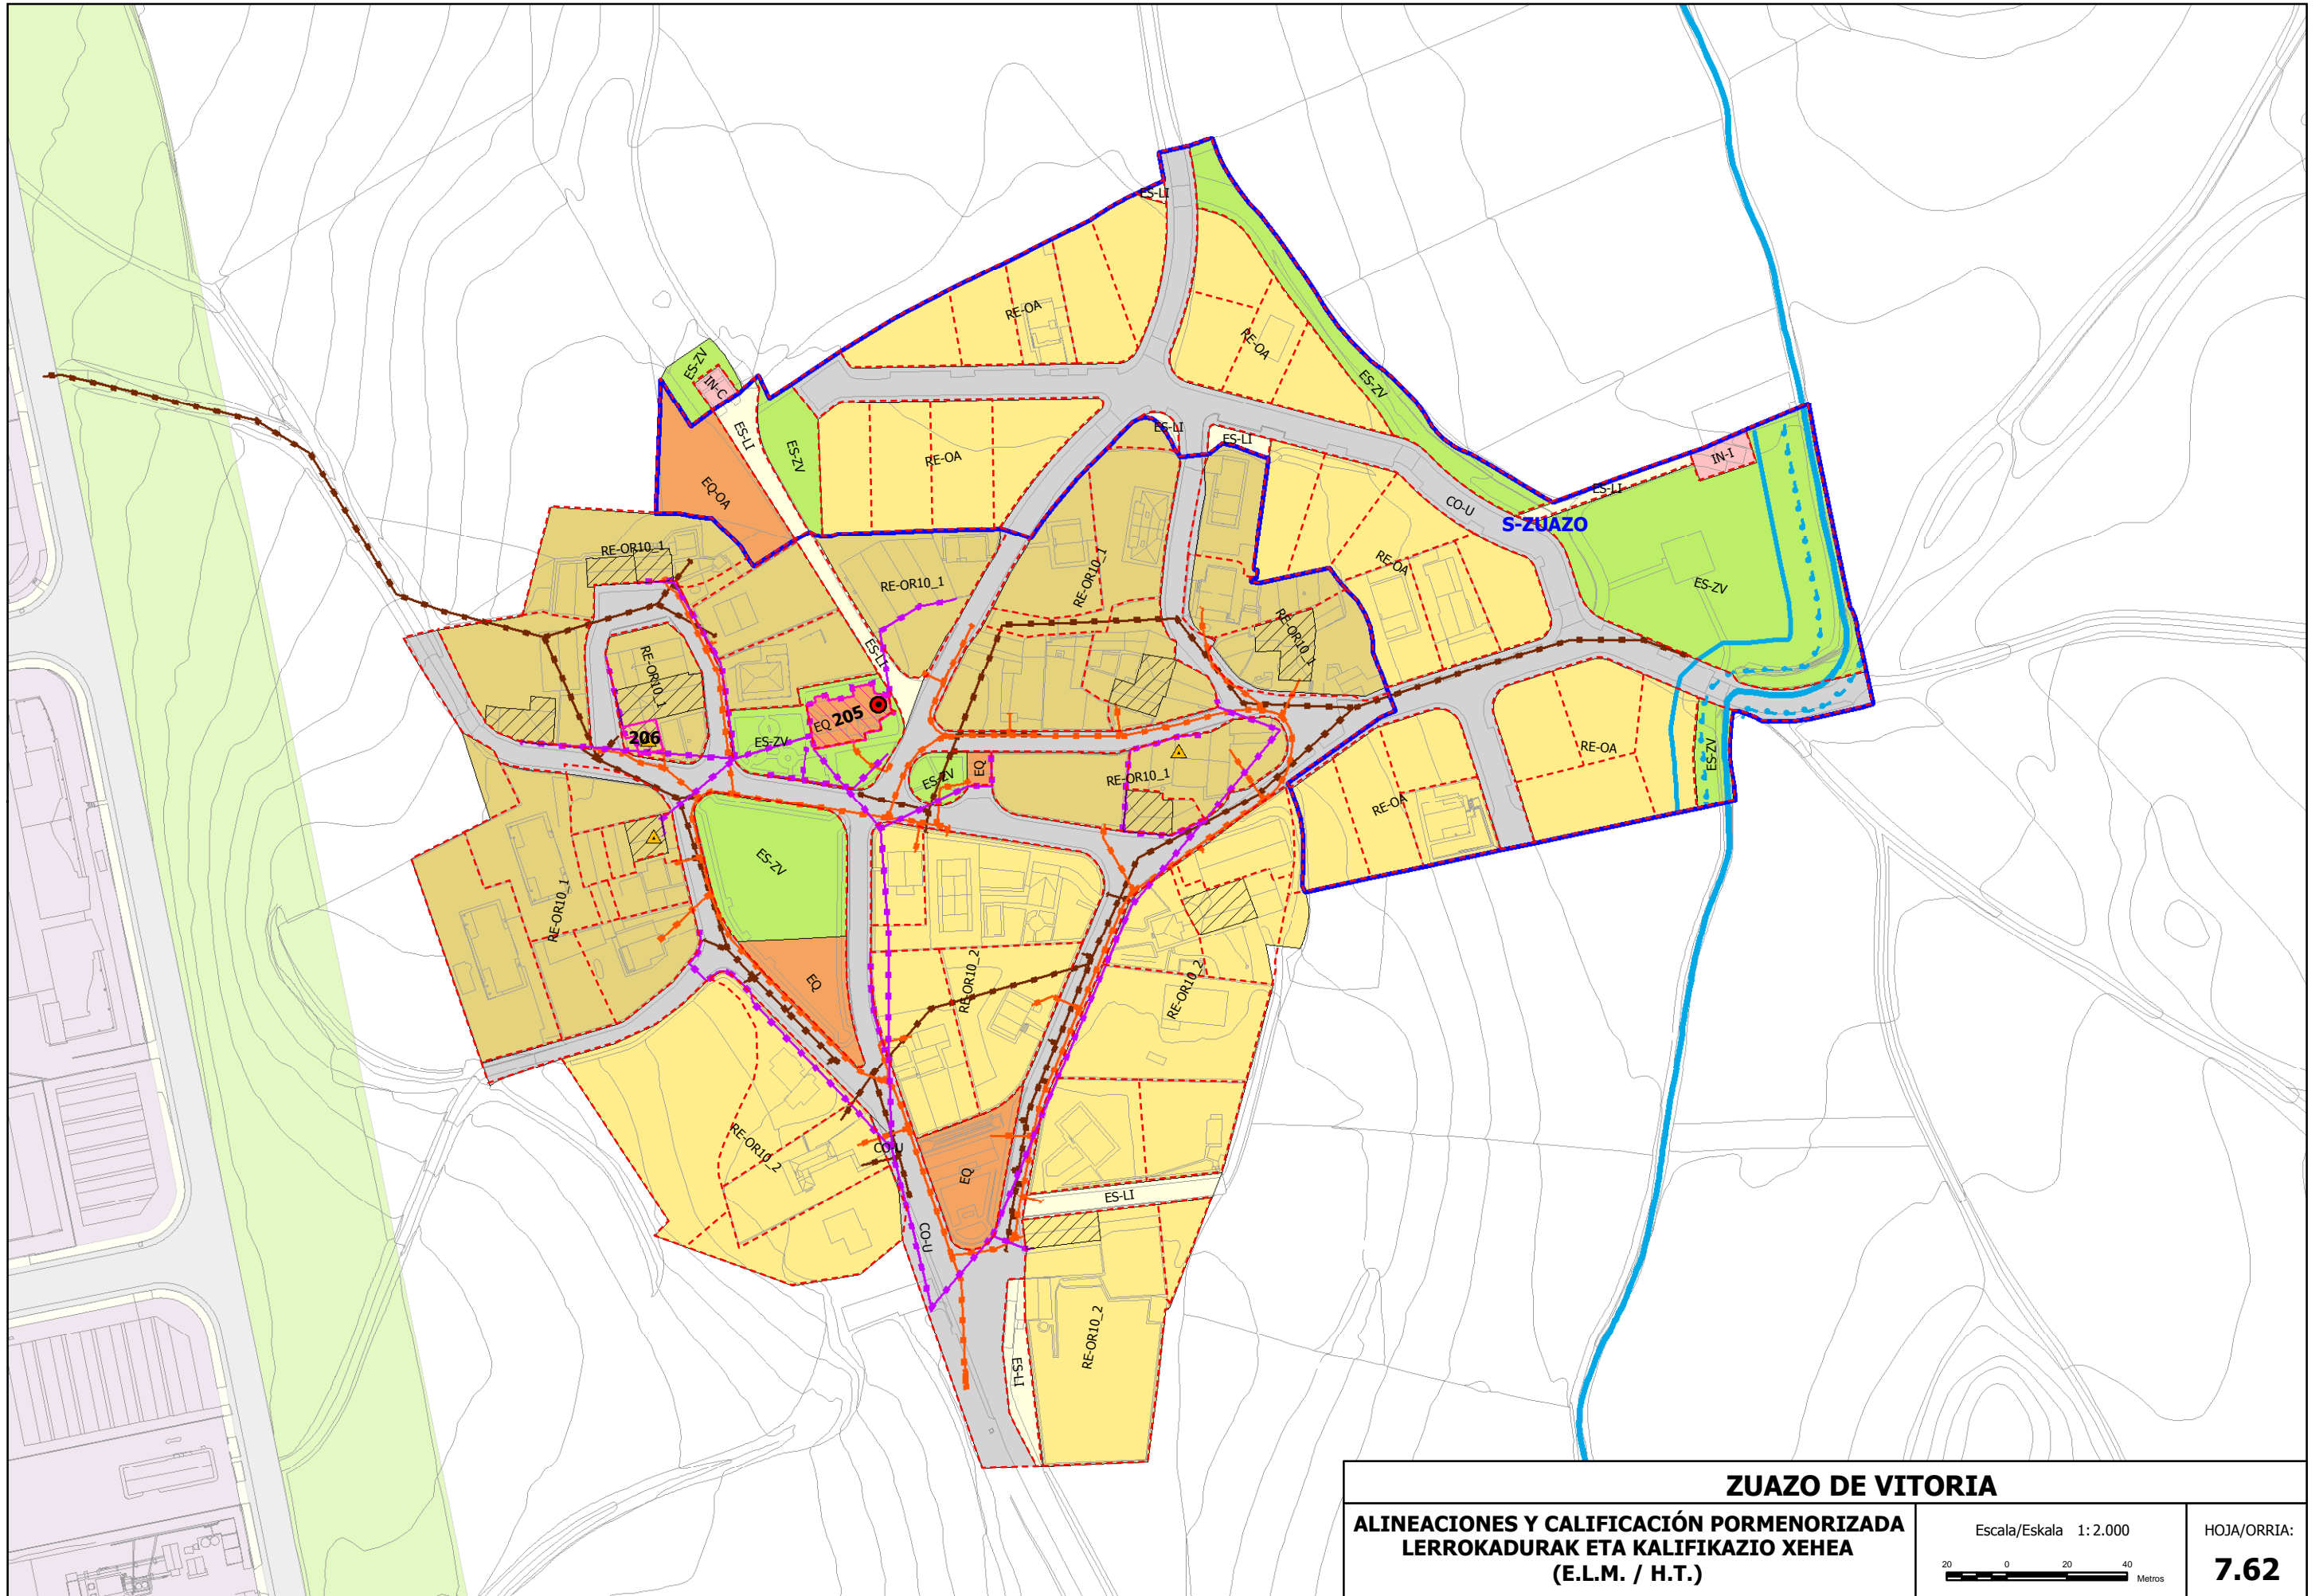 ES-LI
RE-OA
RE-OA
ES-ZV
IN-C
ES-ZV
ES-LI
ES-ZV
RE-OA
ES-LI
ES-LI
IN-I
EQ-OA
ES-LI
CO-U
S-ZUAZO
RE-OR10_1
RE-OR10_1
RE-OR10_1
RE-OA
ES-ZV
RE-OR10_1
ES-LI
RE-OR10_1
EQ 205
206
ES-ZV
ES-ZV
EQ
RE-OR10_1
RE-OA
ES-ZV
RE-OA
ES-ZV
RE-OR10_1
EQ
RE-OR10_2
RE-OR10_2
RE-OR10_2
CO-U
EQ
ES-LI
CO-U
RE-OR10_2
ES-LI
ZUAZO DE VITORIA
ALINEACIONES Y CALIFICACIÓN PORMENORIZADA
LERROKADURAK ETA KALIFIKAZIO XEHEA
(E.L.M. / H.T.)
Escala/Eskala 1:2.000
20 0 20 40 Metros
HOJA/ORRIA:
7.62